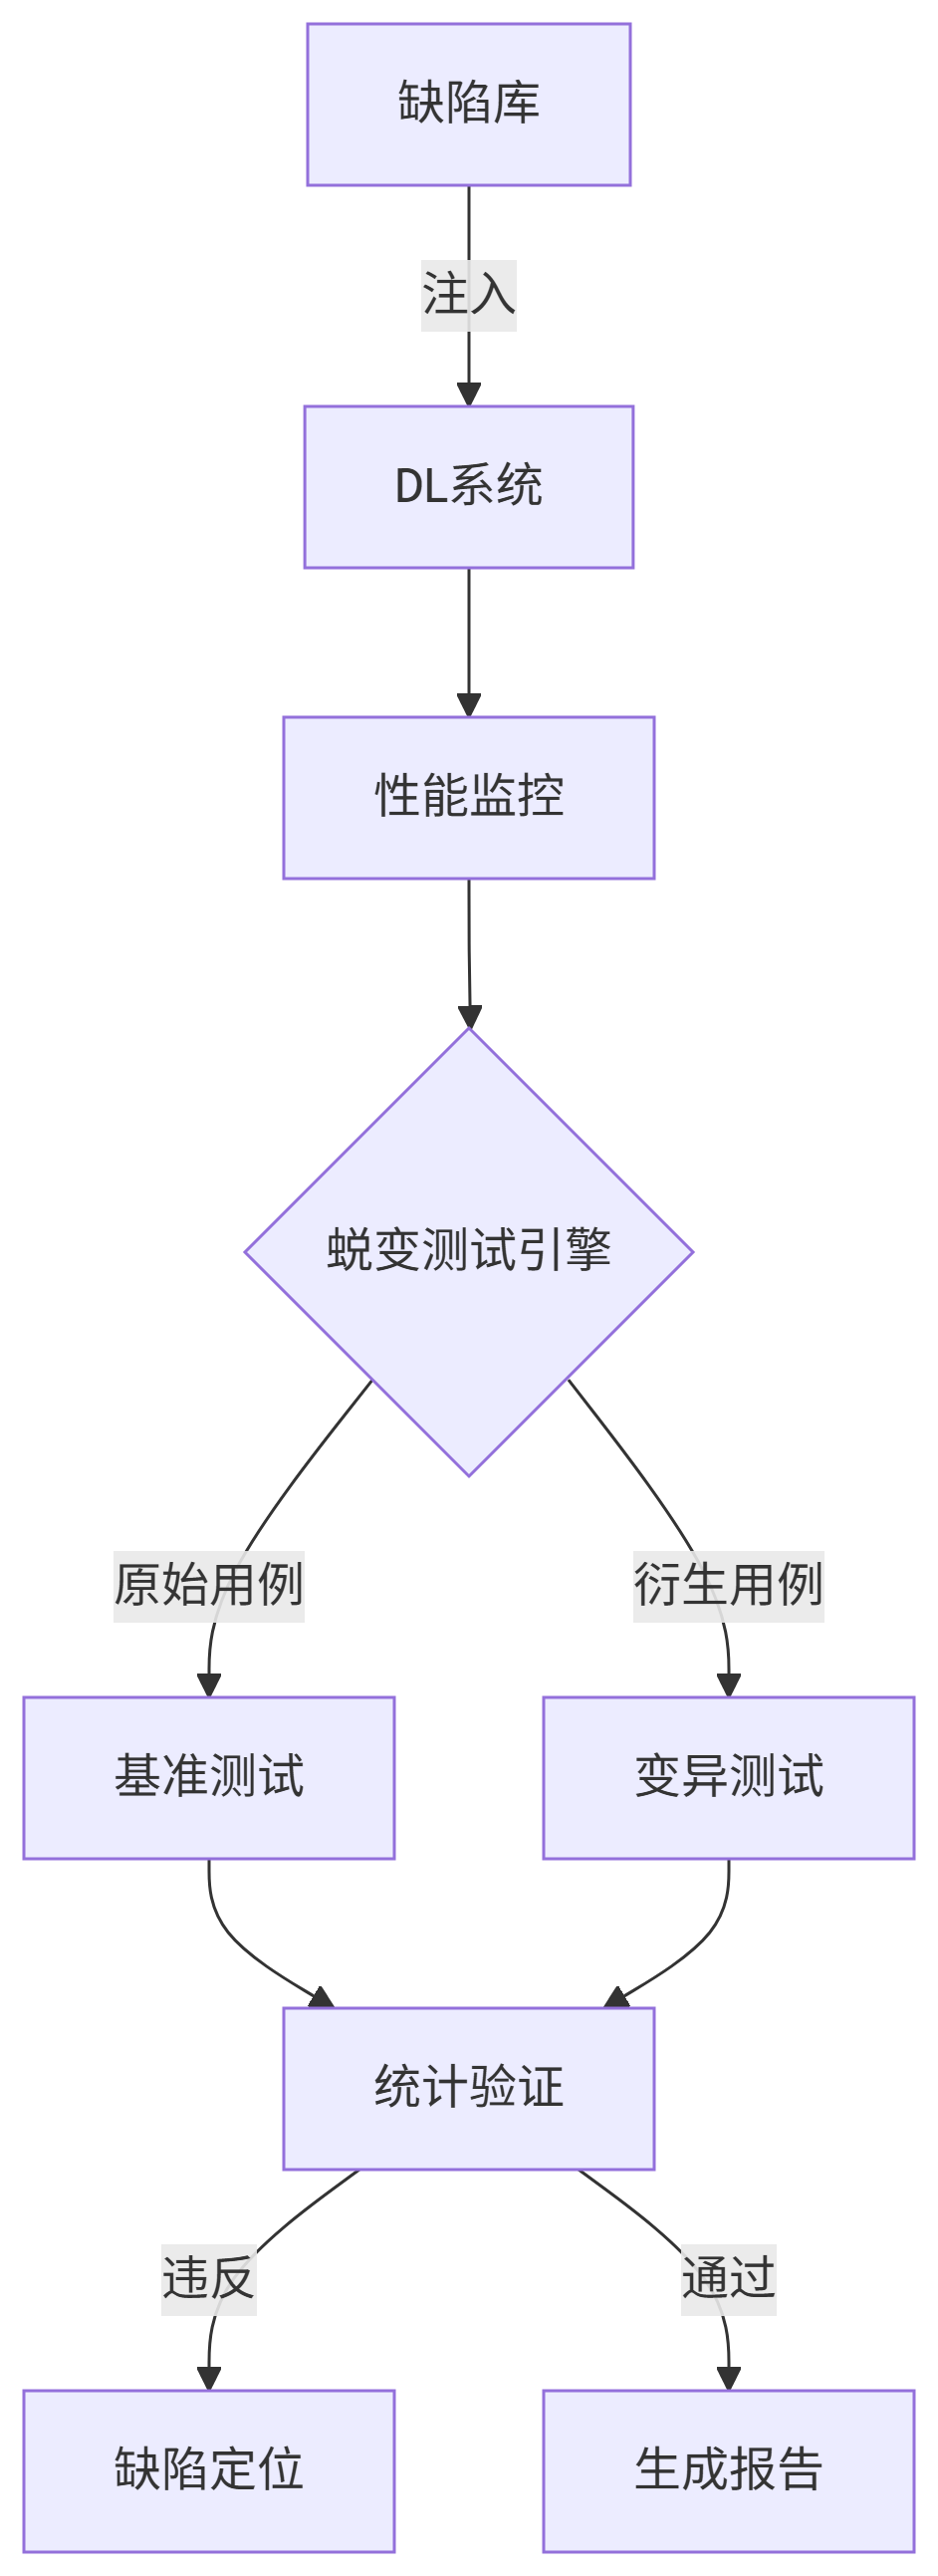 缺陷库
注入
DL系统
性能监控
蜕变测试引擎
原始用例
衍生用例
基准测试
变异测试
统计验证
违反
通过
缺陷定位
生成报告